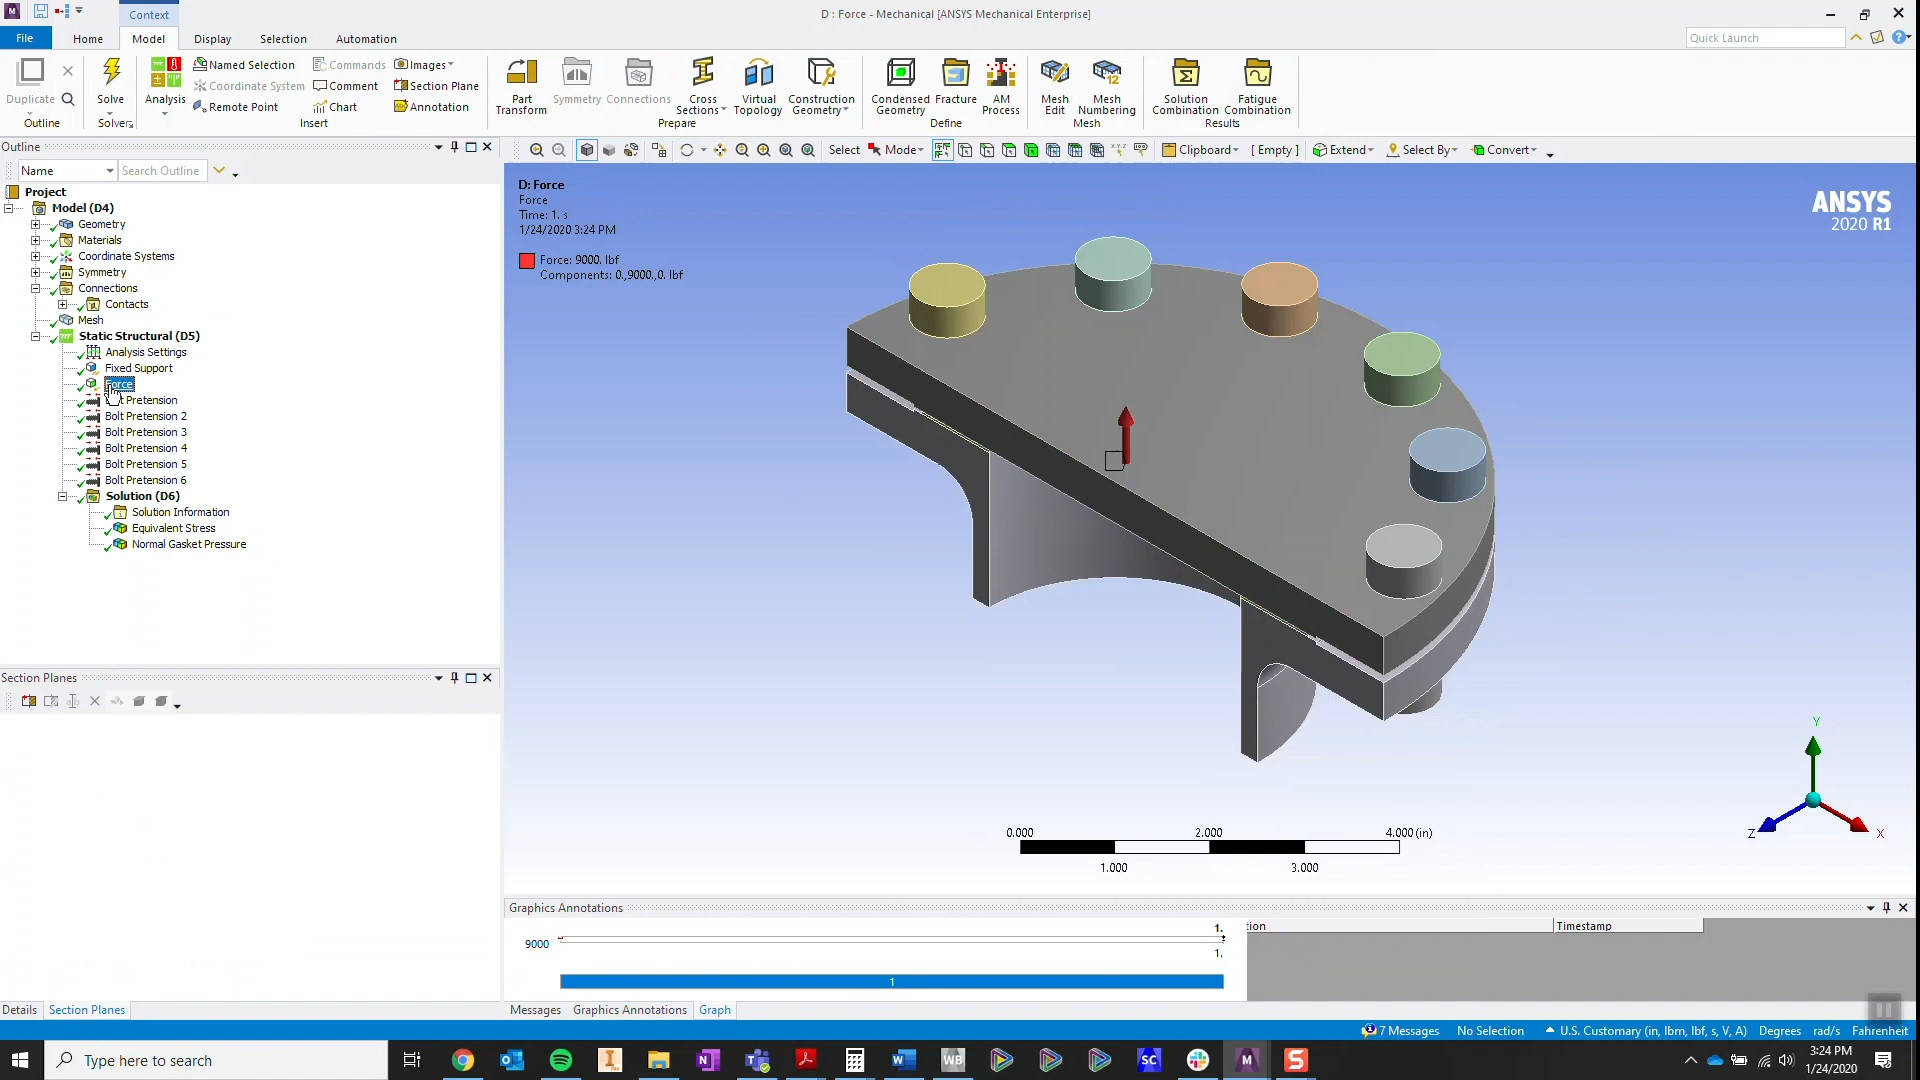 Context
D : Force - Mechanical [ANSYS Mechanical Enterprise]
File
Home
Model
Display
Selection
Automation
Quick Launch
Duplicate
Outline
Solve
Solver
Analysis
Named Selection
Coordinate System
Remote Point
Commands
Comment
Chart
Images
Section Plane
Annotation
Insert
Part
Transform
Symmetry
Connections
Cross
Sections
Virtual
Topology
Construction
Geometry
Prepare
Condensed
Geometry
Fracture
AM
Process
Define
Mesh
Edit
Mesh
Numbering
Mesh
Solution
Combination
Fatigue
Combination
Results
Outline
Select
Mode
Clipboard
[ Empty ]
Extend
Select By
Convert
Name
Search Outline
Project
Model (D4)
Geometry
Materials
Coordinate Systems
Symmetry
Connections
Contacts
Mesh
Static Structural (D5)
Analysis Settings
Fixed Support
Force
Pretension
Bolt Pretension 2
Bolt Pretension 3
Bolt Pretension 4
Bolt Pretension 5
Bolt Pretension 6
Solution (D6)
Solution Information
Equivalent Stress
Normal Gasket Pressure
D: Force
Force
Time: 1. s
1/24/2020 3:24 PM
Force: 9000. lbf
Components: 0.,9000.,0. lbf
ANSYS
2020 R1
Y
Z
X
0.000
2.000
4.000 (in)
1.000
3.000
Section Planes
Graphics Annotations
9000
1.
1.
1
Timestamp
Details
Section Planes
Messages
Graphics Annotations
Graph
7 Messages
No Selection
U.S. Customary (in, lbm, lbf, s, V, A)
Degrees
rad/s
Fahrenheit
Type here to search
WB
SC
M
S
3:24 PM
1/24/2020